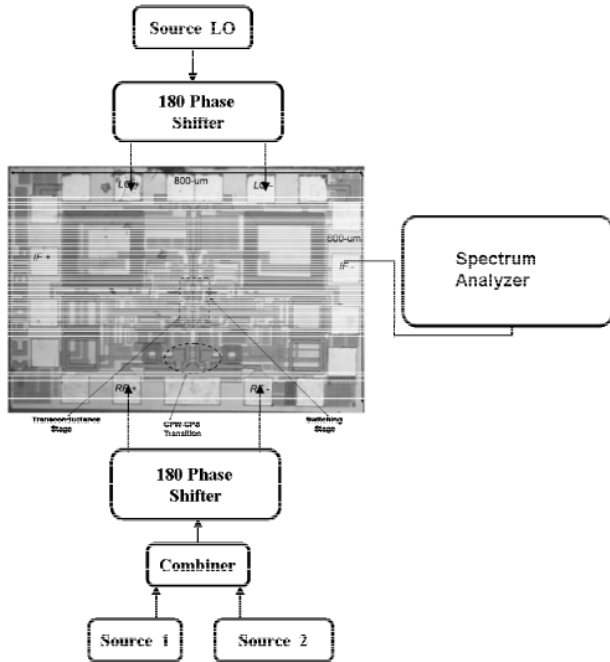 Source LO
180 Phase
Shifter
LO+
800-um
LO-
600-um
IF +
IF -
Spectrum
Analyzer
RF+
RF-
Transconductance
Stage
CPW-CPS
Transition
Switching
Stage
180 Phase
Shifter
Combiner
Source 1
Source 2